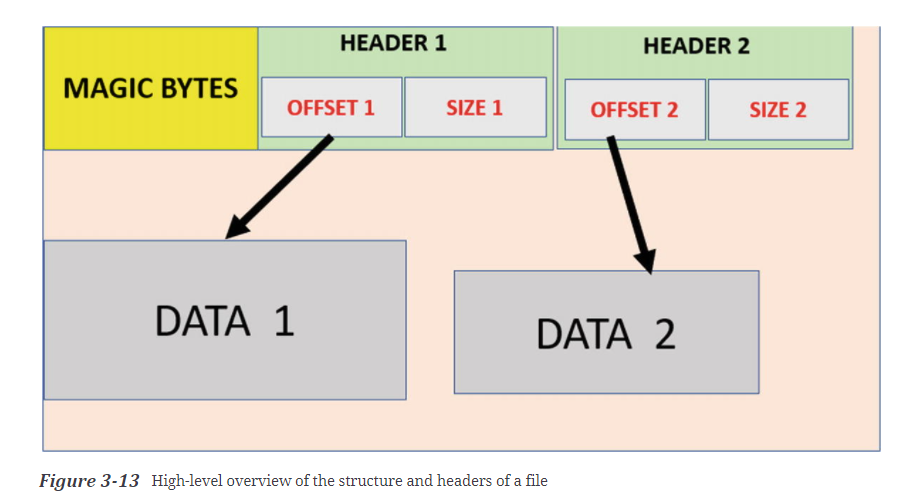 HEADER 1
HEADER 2
MAGIC BYTES
OFFSET 1
SIZE 1
OFFSET 2
SIZE 2
DATA 1
DATA 2
Figure 3-13 High-level overview of the structure and headers of a file